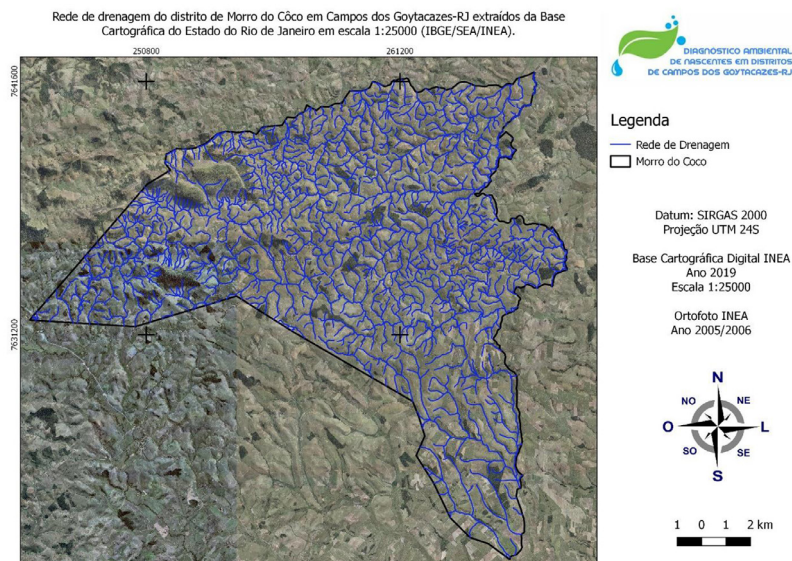 Rede de drenagem do distrito de Morro do Côco em Campos dos Goytacazes-RJ extraídos da Base
Cartográfica do Estado do Rio de Janeiro em escala 1:25000 (IBGE/SEA/INEA).
250800
261200
7641600
7631200
DIAGNÓSTICO AMBIENTAL
DE NASCENTES EM DISTRITOS
DE CAMPOS DOS GOYTACAZES-RJ
Legenda
Rede de Drenagem
Morro do Coco
Datum: SIRGAS 2000
Projeção UTM 24S
Base Cartográfica Digital INEA
Ano 2019
Escala 1:25000
Ortofoto INEA
Ano 2005/2006
N
NO
NE
O
L
SO
SE
S
1 0 1 2 km